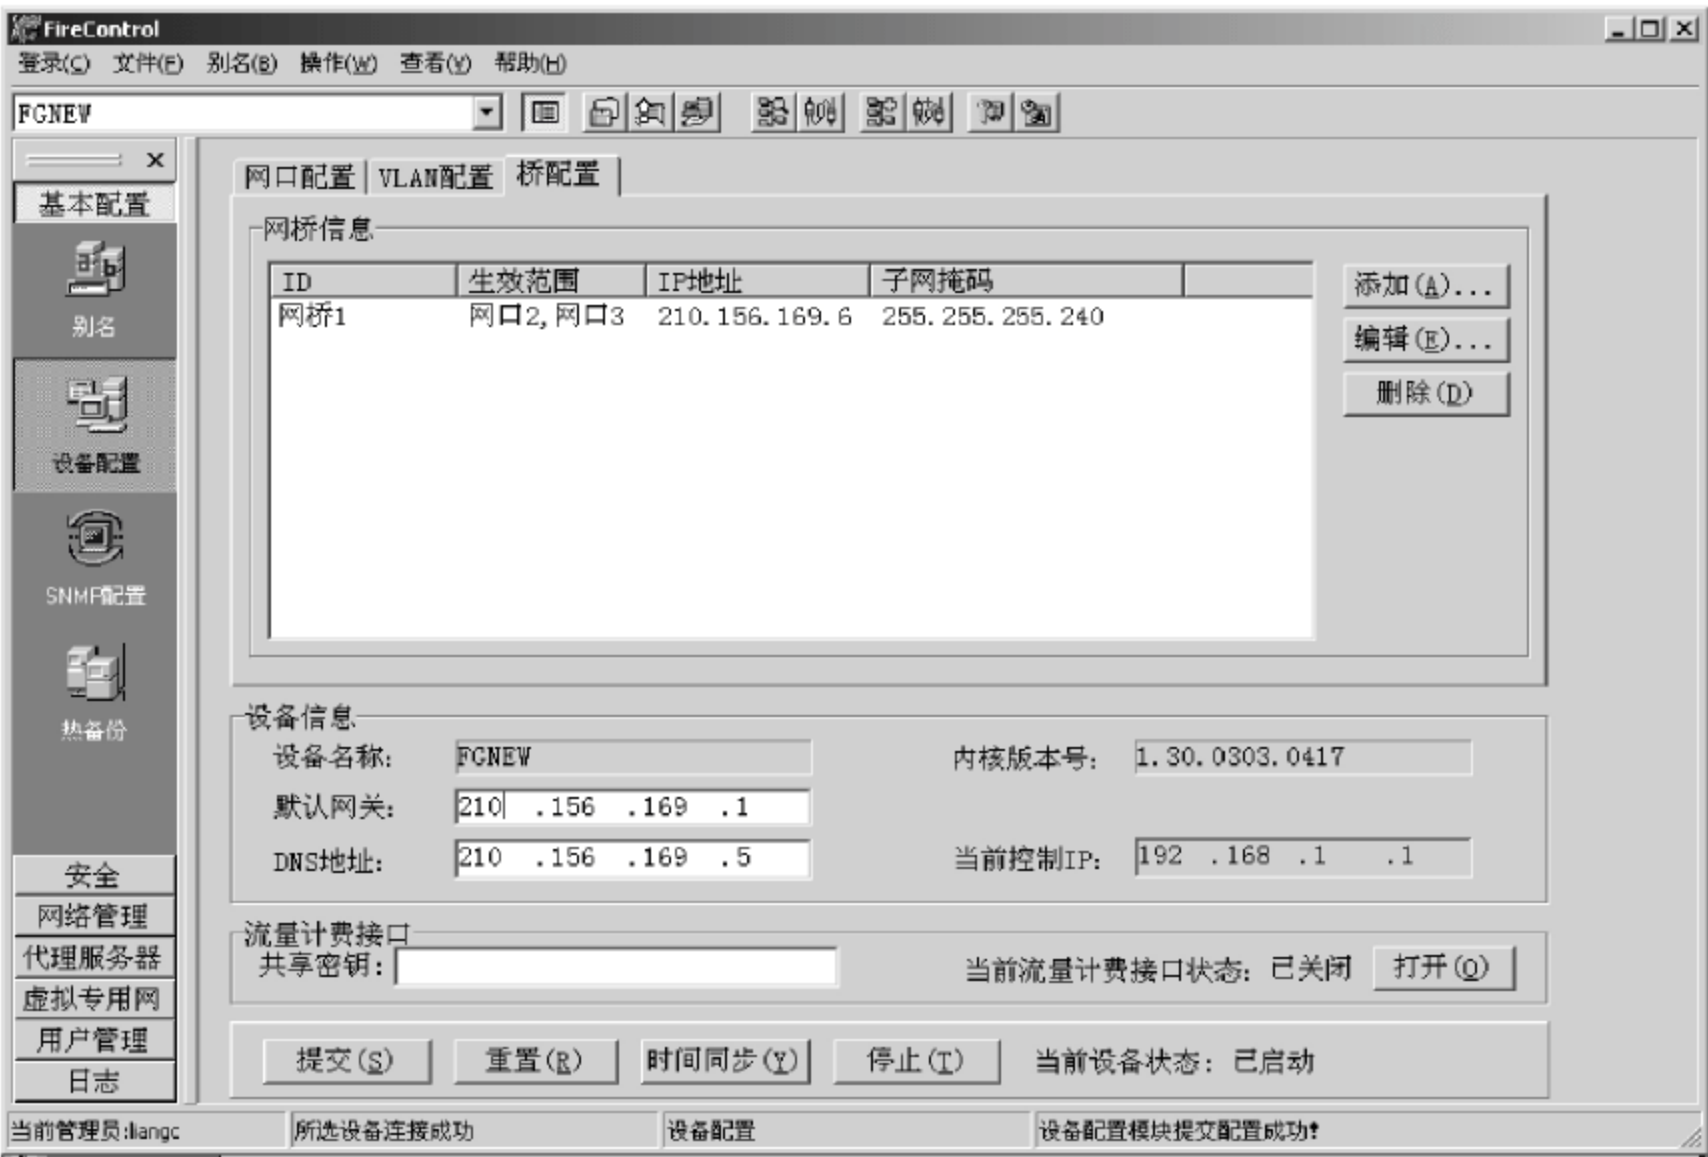 FireControl
登录(C) 文件(F) 别名(B) 操作(W) 查看(V) 帮助(H)
FGNEW
基本配置
别名
设备配置
SNMP配置
热备份
安全
网络管理
代理服务器
虚拟专用网
用户管理
日志
网口配置 VLAN配置 桥配置
网桥信息
ID 生效范围 IP地址 子网掩码
网桥1 网口2,网口3 210.156.169.6 255.255.255.240
添加(A)...
编辑(E)...
删除(D)
设备信息
设备名称: FGNEW 内核版本号: 1.30.0303.0417
默认网关: 210 .156 .169 .1
DNS地址: 210 .156 .169 .5 当前控制IP: 192 .168 .1 .1
流量计费接口
共享密钥: 当前流量计费接口状态: 已关闭 打开(O)
提交(S) 重置(R) 时间同步(Y) 停止(T) 当前设备状态: 已启动
当前管理员:liangc 所选设备连接成功 设备配置 设备配置模块提交配置成功!